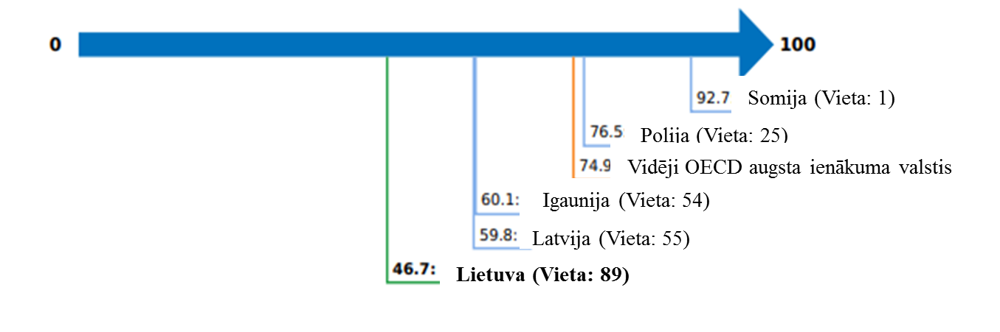 0
100
92.7 Somija (Vieta: 1)
76.5 Polija (Vieta: 25)
74.9 Vidēji OECD augsta ienākuma valstis
60.1: Igaunija (Vieta: 54)
59.8: Latvija (Vieta: 55)
46.7: Lietuva (Vieta: 89)